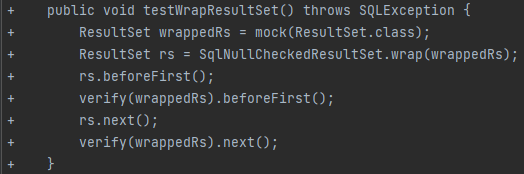 +    public void testWrapResultSet() throws SQLException {
+        ResultSet wrappedRs = mock(ResultSet.class);
+        ResultSet rs = SqlNullCheckedResultSet.wrap(wrappedRs);
+        rs.beforeFirst();
+        verify(wrappedRs).beforeFirst();
+        rs.next();
+        verify(wrappedRs).next();
+    }